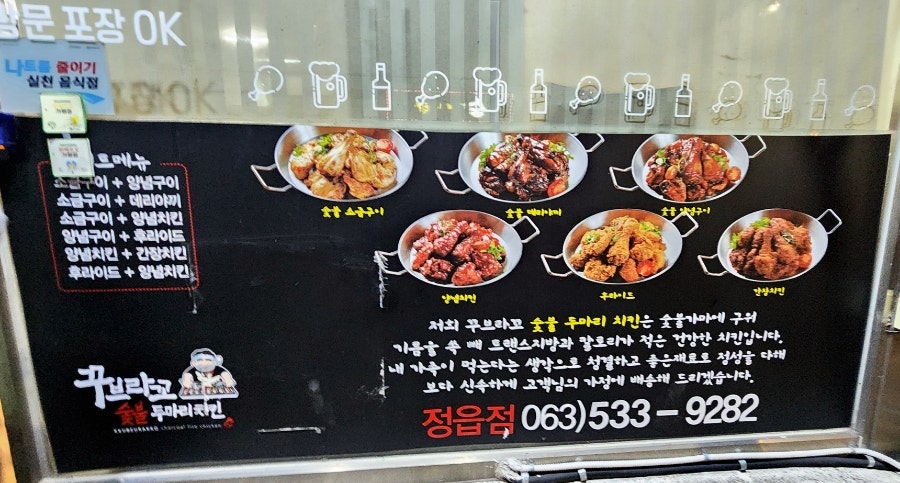 문 포장 OK
나트륨 줄이기
실천 음식점
트메뉴
소금구이 + 양념구이
소금구이 + 데리야끼
소금구이 + 양념치킨
양념구이 + 후라이드
양념치킨 + 간장치킨
후라이드 + 양념치킨
숯불 소금구이
숯불 데리야끼
숯불 양념구이
양념치킨
후라이드
간장치킨
저희 꾸브라꼬 숯불 두마리 치킨은 숯불가마에 구워
기름을 쏙 빼 트랜스지방과 칼로리가 적은 건강한 치킨입니다.
내 가족이 먹는다는 생각으로 청결하고 좋은재료로 정성을 다해
보다 신속하게 고객님의 가정에 배송해 드리겠습니다.
꾸브라꼬
숯불 두마리치킨
charcoal fire chicken
정읍점 063)533-9282